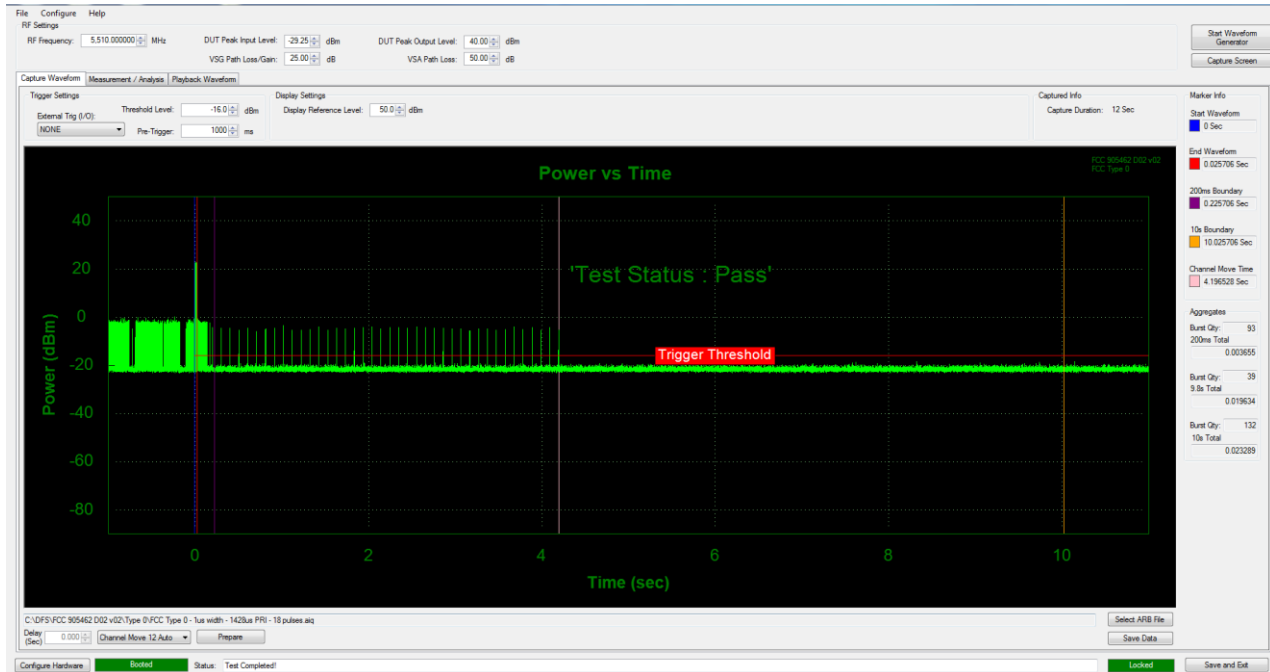 File Configure Help
RF Settings
RF Frequency: 5,510.000000 MHz DUT Peak Input Level: -29.25 dBm DUT Peak Output Level: 40.00 dBm
VSG Path Loss/Gain: 25.00 dB VSA Path Loss: 50.00 dB
Start Waveform Generator
Capture Screen
Capture Waveform Measurement / Analysis Playback Waveform
Trigger Settings
External Trig (I/O):
NONE
Threshold Level: -16.0 dBm
Pre-Trigger: 1000 ms
Display Settings
Display Reference Level: 50.0 dBm
Captured Info
Capture Duration: 12 Sec
Marker Info
Start Waveform
0 Sec
End Waveform
0.025706 Sec
200ms Boundary
0.225706 Sec
10s Boundary
10.025706 Sec
Channel Move Time
4.196528 Sec
Aggregates
Burst Qty: 93
200ms Total
0.003655
Burst Qty: 39
9.8s Total
0.019634
Burst Qty: 132
10s Total
0.023289
Power vs Time
FCC 905462 D02 v02
FCC Type 0
'Test Status : Pass'
Trigger Threshold
Power (dBm)
40
20
0
-20
-40
-60
-80
0 2 4 6 8 10
Time (sec)
C:\DFS\FCC 905462 D02 v02\Type 0\FCC Type 0 - 1us width - 1428us PRI - 18 pulses.aiq
Select ARB File
Delay (Sec) 0.000 Channel Move 12 Auto Prepare
Save Data
Configure Hardware Booted Status: Test Completed! Locked Save and Exit